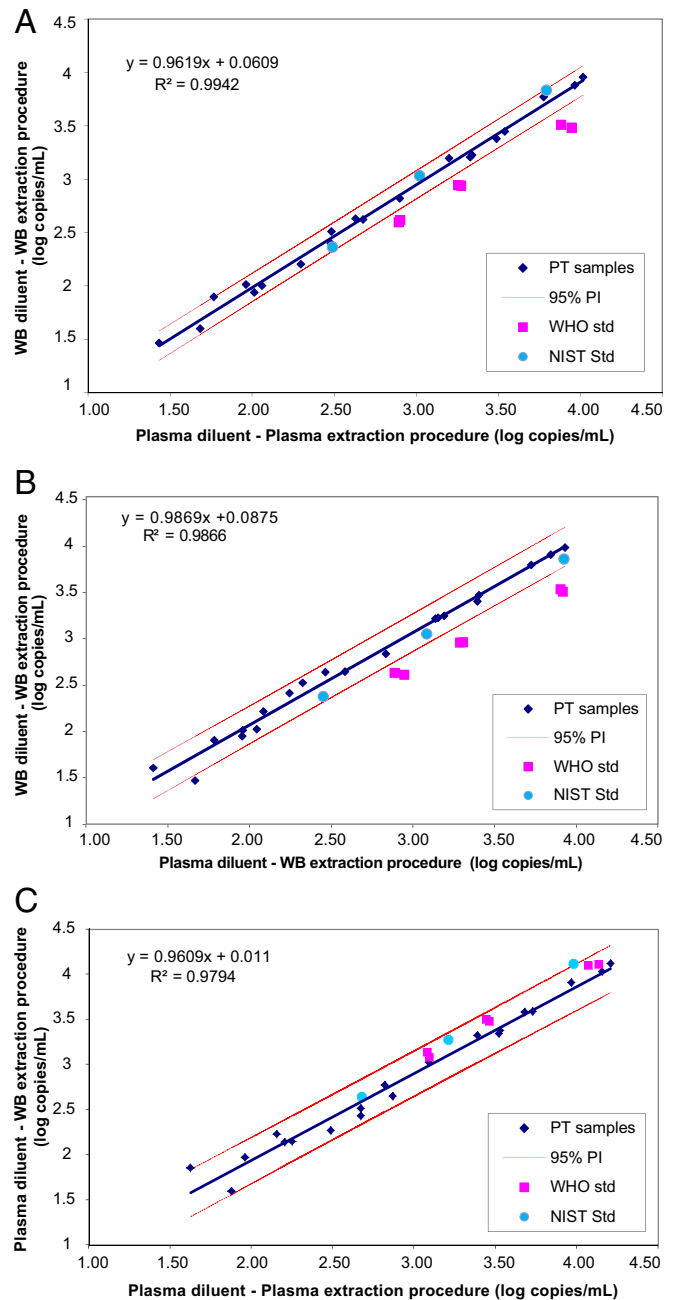 A
WB diluent - WB extraction procedure
(log copies/mL)
4.5
4
3.5
3
2.5
2
1.5
1
y = 0.9619x + 0.0609
R² = 0.9942
PT samples
95% PI
WHO std
NIST Std
1.00 1.50 2.00 2.50 3.00 3.50 4.00 4.50
Plasma diluent - Plasma extraction procedure (log copies/mL)
B
WB diluent - WB extraction procedure
(log copies/mL)
4.5
4
3.5
3
2.5
2
1.5
1
y = 0.9869x +0.0875
R² = 0.9866
PT samples
95% PI
WHO std
NIST Std
1.00 1.50 2.00 2.50 3.00 3.50 4.00 4.50
Plasma diluent - WB extraction procedure (log copies/mL)
C
Plasma diluent - WB extraction procedure
(log copies/mL)
4.5
4
3.5
3
2.5
2
1.5
1
y = 0.9609x + 0.011
R² = 0.9794
PT samples
95% PI
WHO std
NIST Std
1.00 1.50 2.00 2.50 3.00 3.50 4.00 4.50
Plasma diluent - Plasma extraction procedure (log copies/mL)